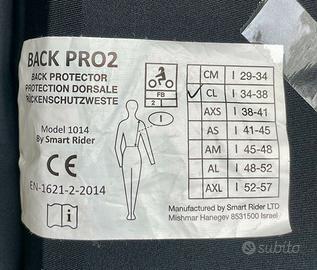 BACK PRO2
BACK PROTECTOR
PROTECTION DORSALE
RÜCKENSCHUTZWESTE
Model 1014
By Smart Rider
CE
EN-1621-2-2014
i
FB
2
I
CM I 29-34
CL I 34-38
AXS I 38-41
AS I 41-45
AM I 45-48
AL I 48-52
AXL I 52-57
Manufactured by Smart Rider LTD
Mishmar Hanegev 8531500 Israel
subito